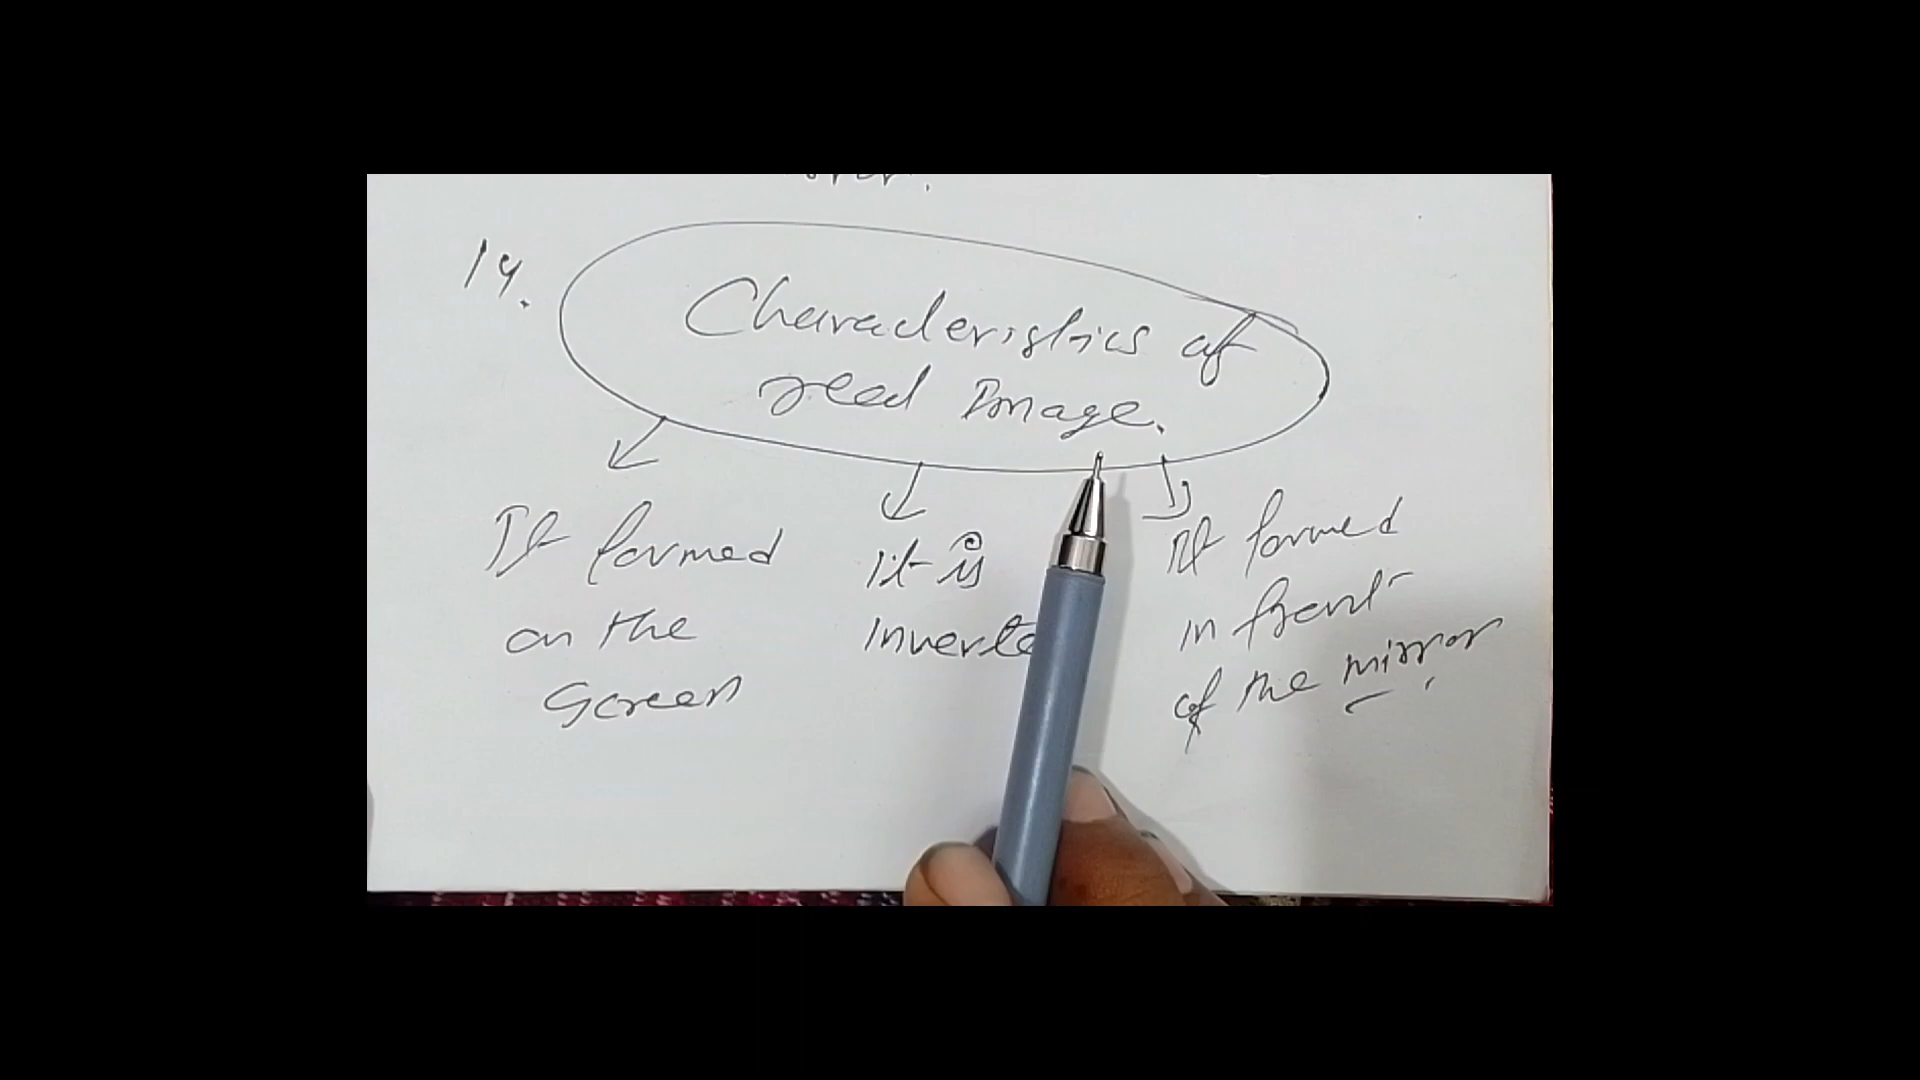 14.
Characteristics of
real Image.
It formed
on the
Screen
it is
Inverte
It formed
in front
of the mirror